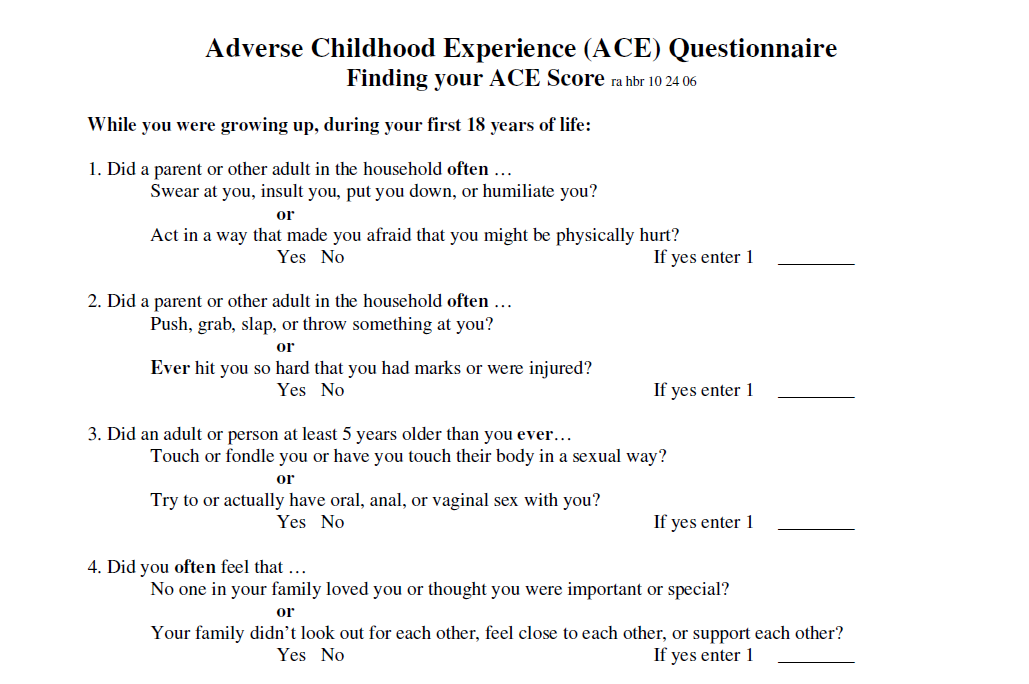 Adverse Childhood Experience (ACE) Questionnaire
Finding your ACE Score ra hbr 10 24 06
While you were growing up, during your first 18 years of life:
1. Did a parent or other adult in the household often …
Swear at you, insult you, put you down, or humiliate you?
or
Act in a way that made you afraid that you might be physically hurt?
Yes No If yes enter 1 ________
2. Did a parent or other adult in the household often …
Push, grab, slap, or throw something at you?
or
Ever hit you so hard that you had marks or were injured?
Yes No If yes enter 1 ________
3. Did an adult or person at least 5 years older than you ever…
Touch or fondle you or have you touch their body in a sexual way?
or
Try to or actually have oral, anal, or vaginal sex with you?
Yes No If yes enter 1 ________
4. Did you often feel that …
No one in your family loved you or thought you were important or special?
or
Your family didn’t look out for each other, feel close to each other, or support each other?
Yes No If yes enter 1 ________